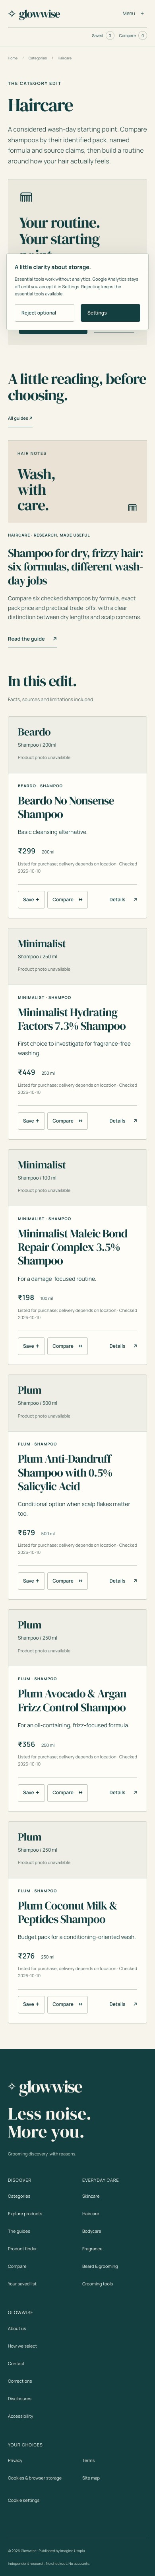 glowwise
Menu +
Saved 0 Compare 0
Home / Categories / Haircare
THE CATEGORY EDIT
Haircare
A considered wash-day starting point. Compare
shampoos by their identified pack, named
formula and source claims, then build a routine
around how your hair actually feels.
Your routine.
Your starting
A little clarity about storage.
Essential tools work without analytics. Google Analytics stays
off until you accept it in Settings. Rejecting keeps the
essential tools available.
Reject optional
Settings
A little reading, before
choosing.
All guides ↗
HAIR NOTES
Wash,
with
care.
HAIRCARE · RESEARCH, MADE USEFUL
Shampoo for dry, frizzy hair:
six formulas, different wash-
day jobs
Compare six checked shampoos by formula, exact
pack price and practical trade-offs, with a clear
distinction between dry lengths and scalp concerns.
Read the guide ↗
In this edit.
Facts, sources and limitations included.
Beardo
Shampoo / 200ml
Product photo unavailable.
BEARDO · SHAMPOO
Beardo No Nonsense
Shampoo
Basic cleansing alternative.
₹299 200ml
Listed for purchase; delivery depends on location · Checked
2026-10-10
Save + Compare ↔ Details ↗
Minimalist
Shampoo / 250 ml
Product photo unavailable.
MINIMALIST · SHAMPOO
Minimalist Hydrating
Factors 7.3% Shampoo
First choice to investigate for fragrance-free
washing.
₹449 250 ml
Listed for purchase; delivery depends on location · Checked
2026-10-10
Save + Compare ↔ Details ↗
Minimalist
Shampoo / 100 ml
Product photo unavailable.
MINIMALIST · SHAMPOO
Minimalist Maleic Bond
Repair Complex 3.5%
Shampoo
For a damage-focused routine.
₹198 100 ml
Listed for purchase; delivery depends on location · Checked
2026-10-10
Save + Compare ↔ Details ↗
Plum
Shampoo / 500 ml
Product photo unavailable.
PLUM · SHAMPOO
Plum Anti-Dandruff
Shampoo with 0.5%
Salicylic Acid
Conditional option when scalp flakes matter
too.
₹679 500 ml
Listed for purchase; delivery depends on location · Checked
2026-10-10
Save + Compare ↔ Details ↗
Plum
Shampoo / 250 ml
Product photo unavailable.
PLUM · SHAMPOO
Plum Avocado & Argan
Frizz Control Shampoo
For an oil-containing, frizz-focused formula.
₹356 250 ml
Listed for purchase; delivery depends on location · Checked
2026-10-10
Save + Compare ↔ Details ↗
Plum
Shampoo / 250 ml
Product photo unavailable.
PLUM · SHAMPOO
Plum Coconut Milk &
Peptides Shampoo
Budget pack for a conditioning-oriented wash.
₹276 250 ml
Listed for purchase; delivery depends on location · Checked
2026-10-10
Save + Compare ↔ Details ↗
glowwise
Less noise.
More you.
Grooming discovery, with reasons.
DISCOVER
Categories
Explore products
The guides
Product finder
Compare
Your saved list
EVERYDAY CARE
Skincare
Haircare
Bodycare
Fragrance
Beard & grooming
Grooming tools
GLOWWISE
About us
How we select
Contact
Corrections
Disclosures
Accessibility
YOUR CHOICES
Privacy
Terms
Cookies & browser storage
Site map
Cookie settings
© 2026 Glowwise · Published by Imagine Utopia
Independent research · No checkout · No accounts